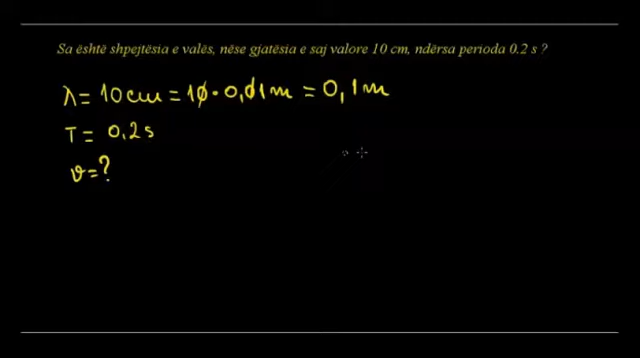 Sa është shpejtësia e valës, nëse gjatësia e saj valore 10 cm, ndërsa perioda 0.2 s ?
λ = 10 cm = 10 · 0,01 m = 0,1 m
T = 0,2 s
v = ?